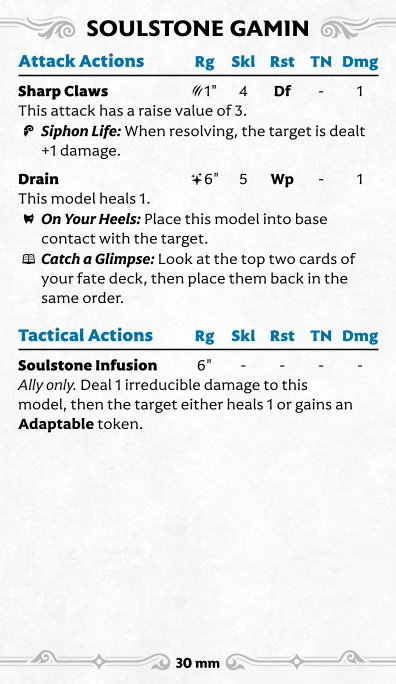 SOULSTONE GAMIN
Attack Actions Rg Skl Rst TN Dmg
Sharp Claws 1" 4 Df - 1
This attack has a raise value of 3.
Siphon Life: When resolving, the target is dealt
+1 damage.
Drain 6" 5 Wp - 1
This model heals 1.
On Your Heels: Place this model into base
contact with the target.
Catch a Glimpse: Look at the top two cards of
your fate deck, then place them back in the
same order.
Tactical Actions Rg Skl Rst TN Dmg
Soulstone Infusion 6" - - - -
Ally only. Deal 1 irreducible damage to this
model, then the target either heals 1 or gains an
Adaptable token.
30 mm